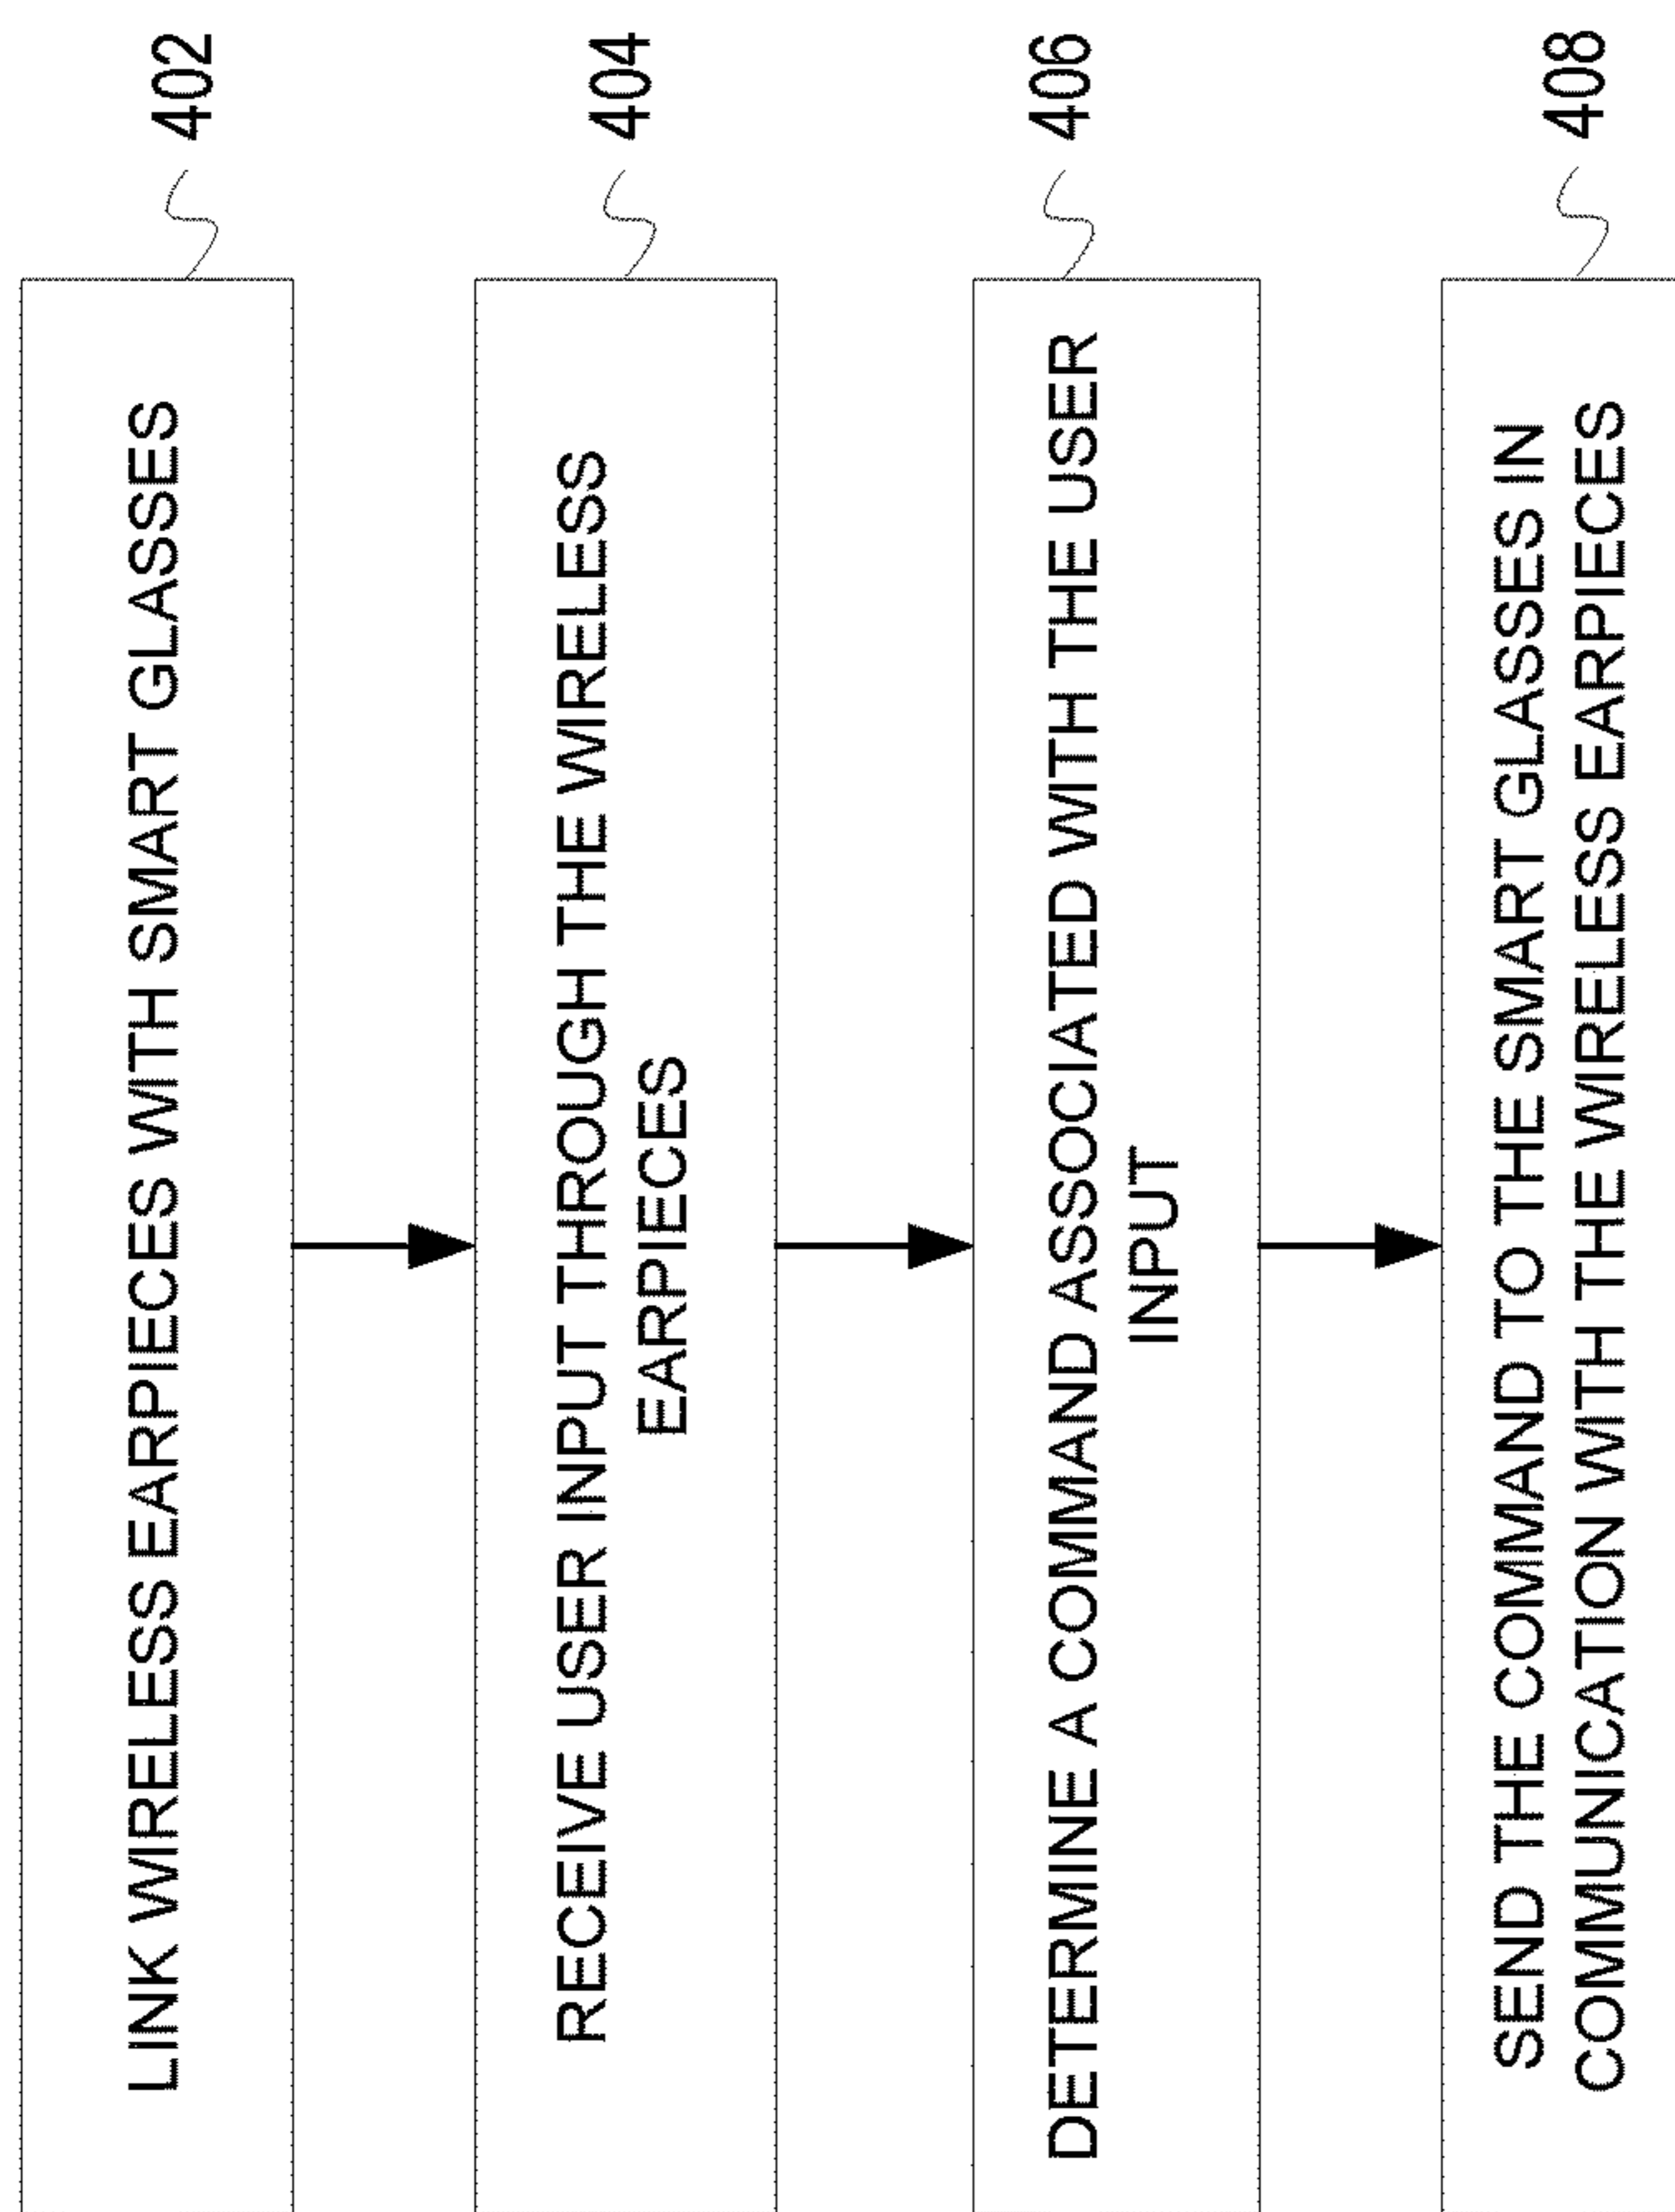 LINK WIRELESS EARPIECES WITH SMART GLASSES
402
RECEIVE USER INPUT THROUGH THE WIRELESS
EARPIECES
404
DETERMINE A COMMAND ASSOCIATED WITH THE USER
INPUT
406
SEND THE COMMAND TO THE SMART GLASSES IN
COMMUNICATION WITH THE WIRELESS EARPIECES
408